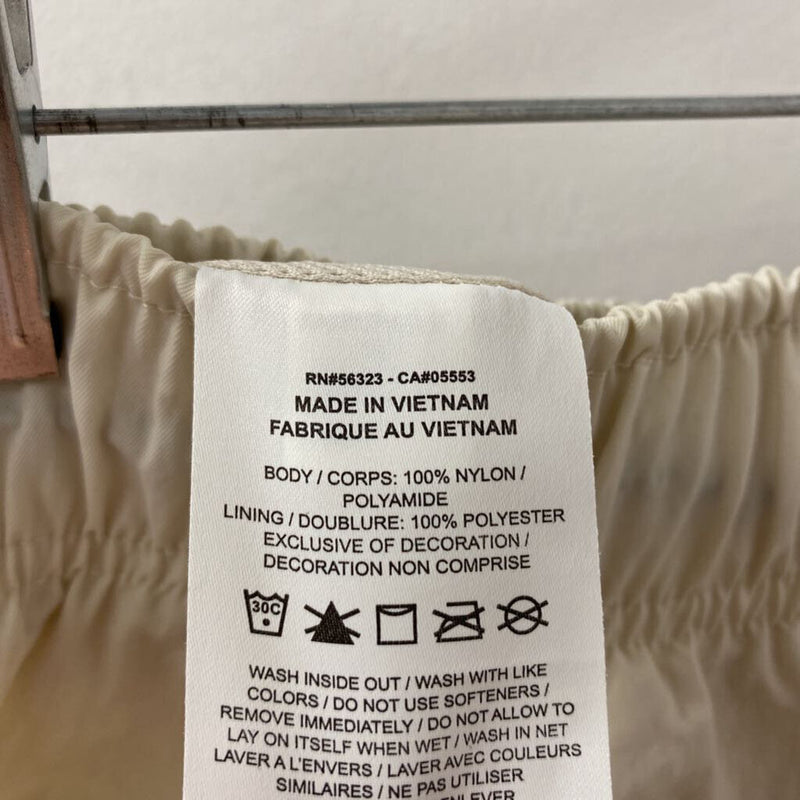 RN#56323 - CA#05553
MADE IN VIETNAM
FABRIQUE AU VIETNAM
BODY / CORPS: 100% NYLON /
POLYAMIDE
LINING / DOUBLURE: 100% POLYESTER
EXCLUSIVE OF DECORATION /
DECORATION NON COMPRISE
30C
WASH INSIDE OUT / WASH WITH LIKE
COLORS / DO NOT USE SOFTENERS /
REMOVE IMMEDIATELY / DO NOT ALLOW TO
LAY ON ITSELF WHEN WET / WASH IN NET
LAVER A L'ENVERS / LAVER AVEC COULEURS
SIMILAIRES / NE PAS UTILISER